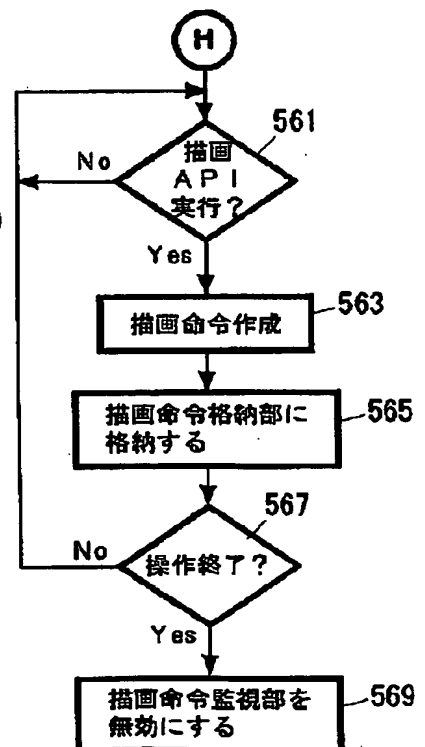 H
561
描画
API
実行?
No
Yes
563
描画命令作成
565
描画命令格納部に
格納する
567
操作終了?
No
Yes
569
描画命令監視部を
無効にする